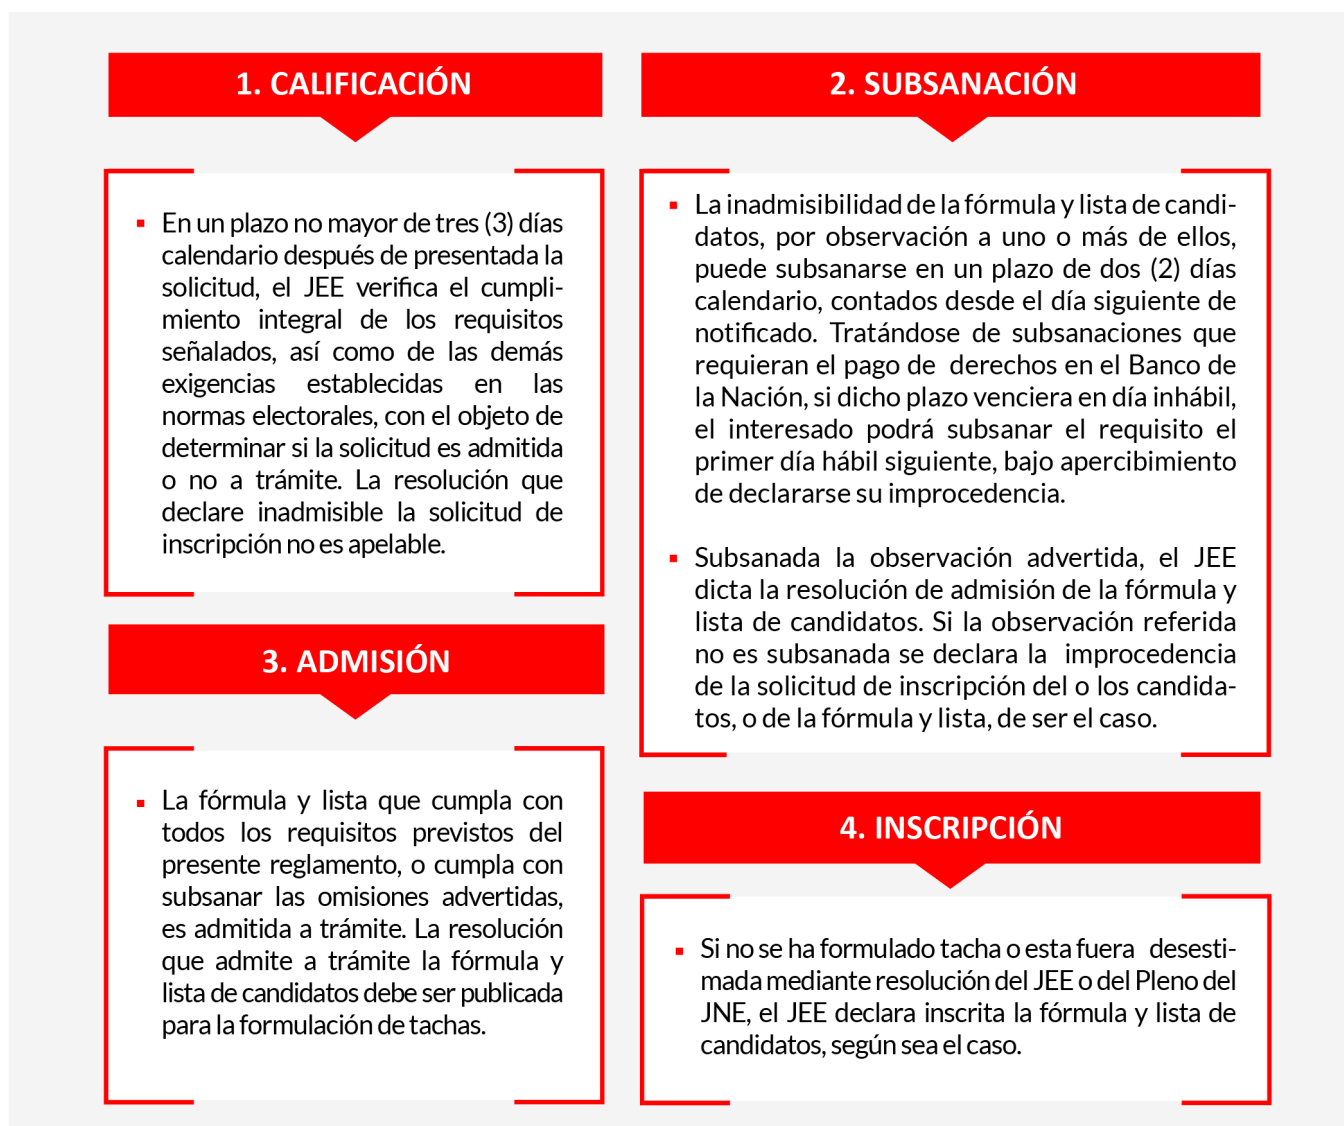 1. CALIFICACIÓN
En un plazo no mayor de tres (3) días
calendario después de presentada la
solicitud, el JEE verifica el cumpli-
miento integral de los requisitos
señalados, así como de las demás
exigencias establecidas en las
normas electorales, con el objeto de
determinar si la solicitud es admitida
o no a trámite. La resolución que
declare inadmisible la solicitud de
inscripción no es apelable.
2. SUBSANACIÓN
La inadmisibilidad de la fórmula y lista de candi-
datos, por observación a uno o más de ellos,
puede subsanarse en un plazo de dos (2) días
calendario, contados desde el día siguiente de
notificado. Tratándose de subsanaciones que
requieran el pago de derechos en el Banco de
la Nación, si dicho plazo venciera en día inhábil,
el interesado podrá subsanar el requisito el
primer día hábil siguiente, bajo apercibimiento
de declararse su improcedencia.
Subsanada la observación advertida, el JEE
dicta la resolución de admisión de la fórmula y
lista de candidatos. Si la observación referida
no es subsanada se declara la improcedencia
de la solicitud de inscripción del o los candida-
tos, o de la fórmula y lista, de ser el caso.
3. ADMISIÓN
La fórmula y lista que cumpla con
todos los requisitos previstos del
presente reglamento, o cumpla con
subsanar las omisiones advertidas,
es admitida a trámite. La resolución
que admite a trámite la fórmula y
lista de candidatos debe ser publicada
para la formulación de tachas.
4. INSCRIPCIÓN
Si no se ha formulado tacha o esta fuera desesti-
mada mediante resolución del JEE o del Pleno del
JNE, el JEE declara inscrita la fórmula y lista de
candidatos, según sea el caso.